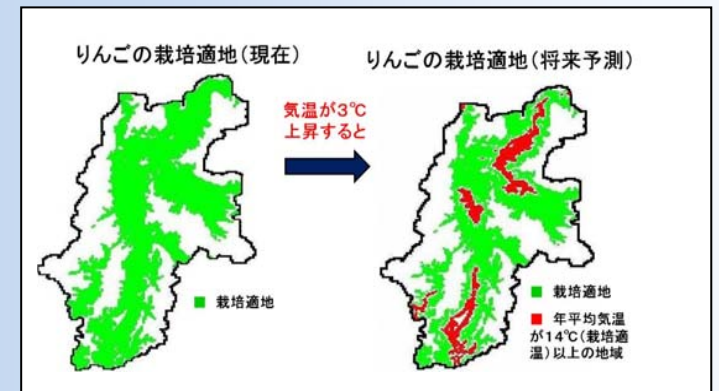 りんごの栽培適地(現在)
りんごの栽培適地(将来予測)
気温が3℃
上昇すると
栽培適地
栽培適地
年平均気温
が14℃(栽培適
温)以上の地域